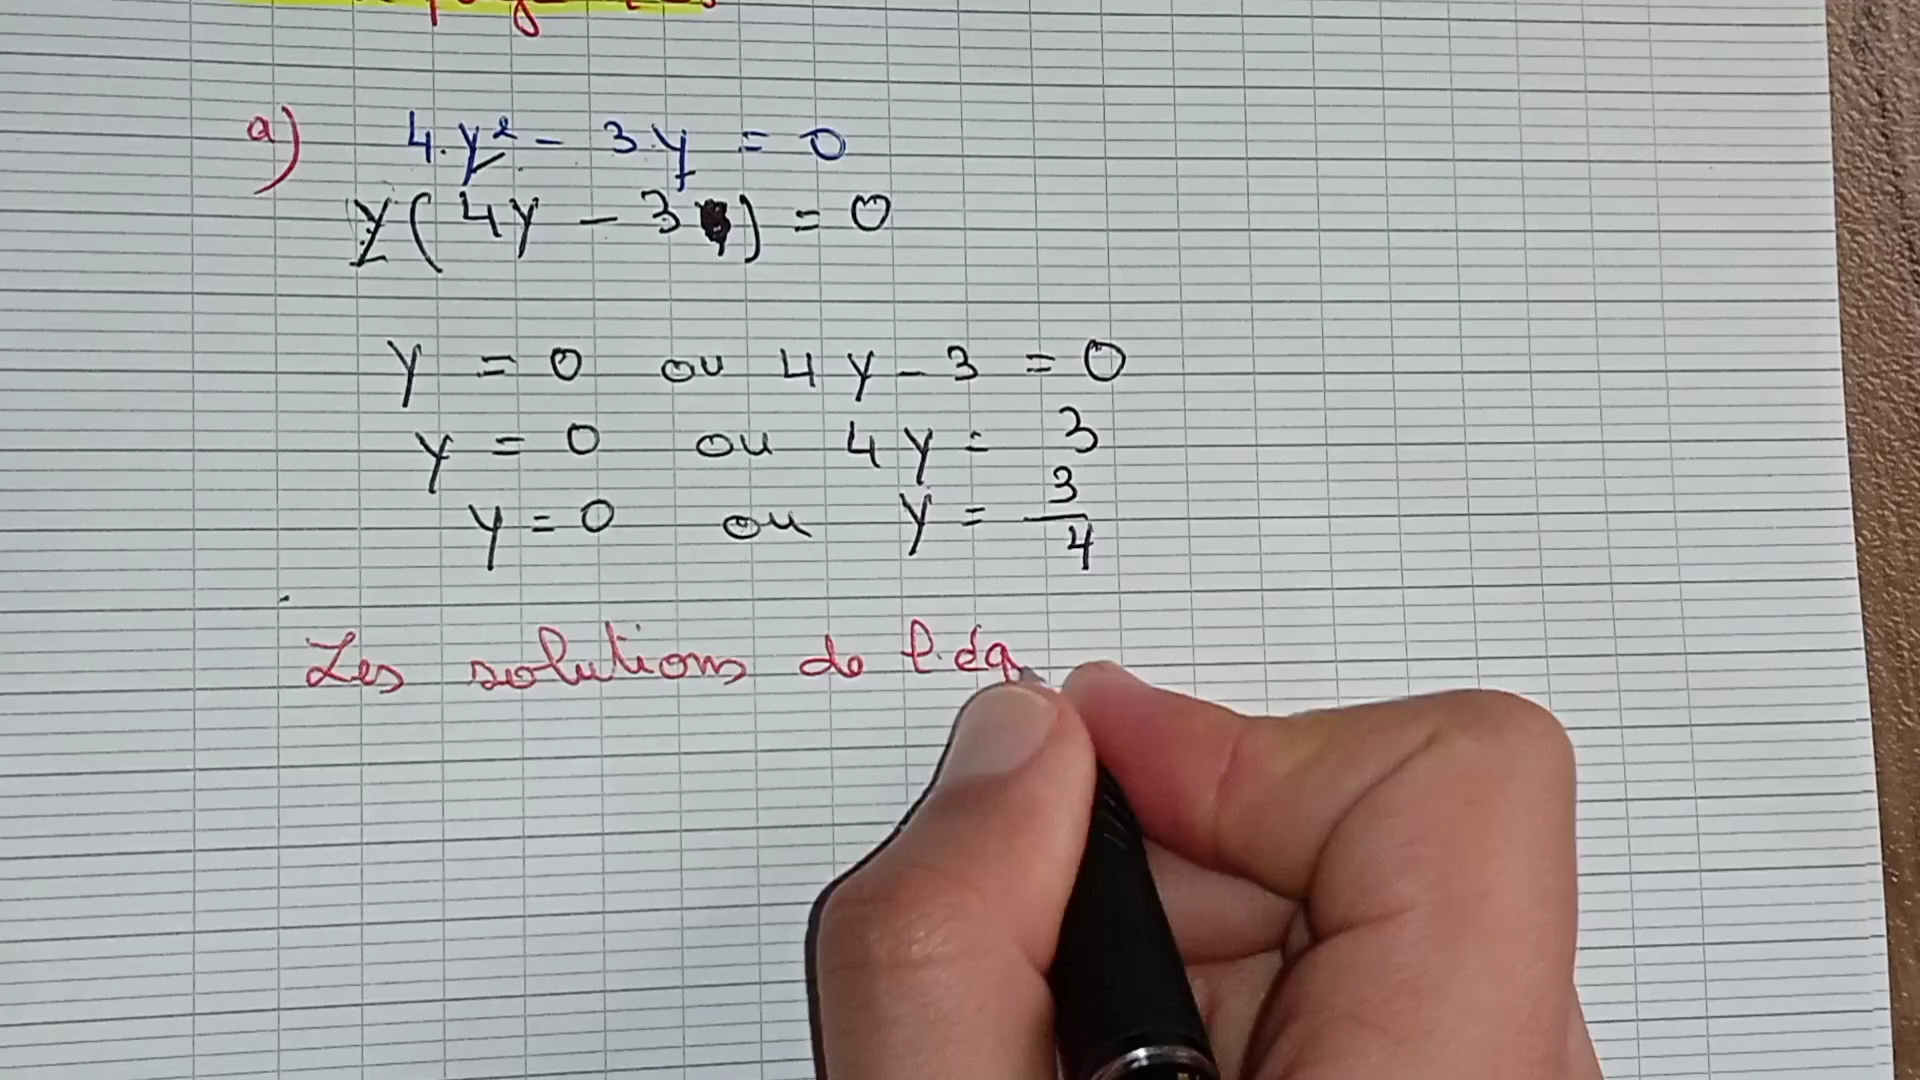 a) 4.y² - 3.y = 0
y( 4y - 3 ) = 0
y = 0 ou 4y - 3 = 0
y = 0 ou 4y = 3
y = 0 ou y = 3/4
Les solutions de l'éq